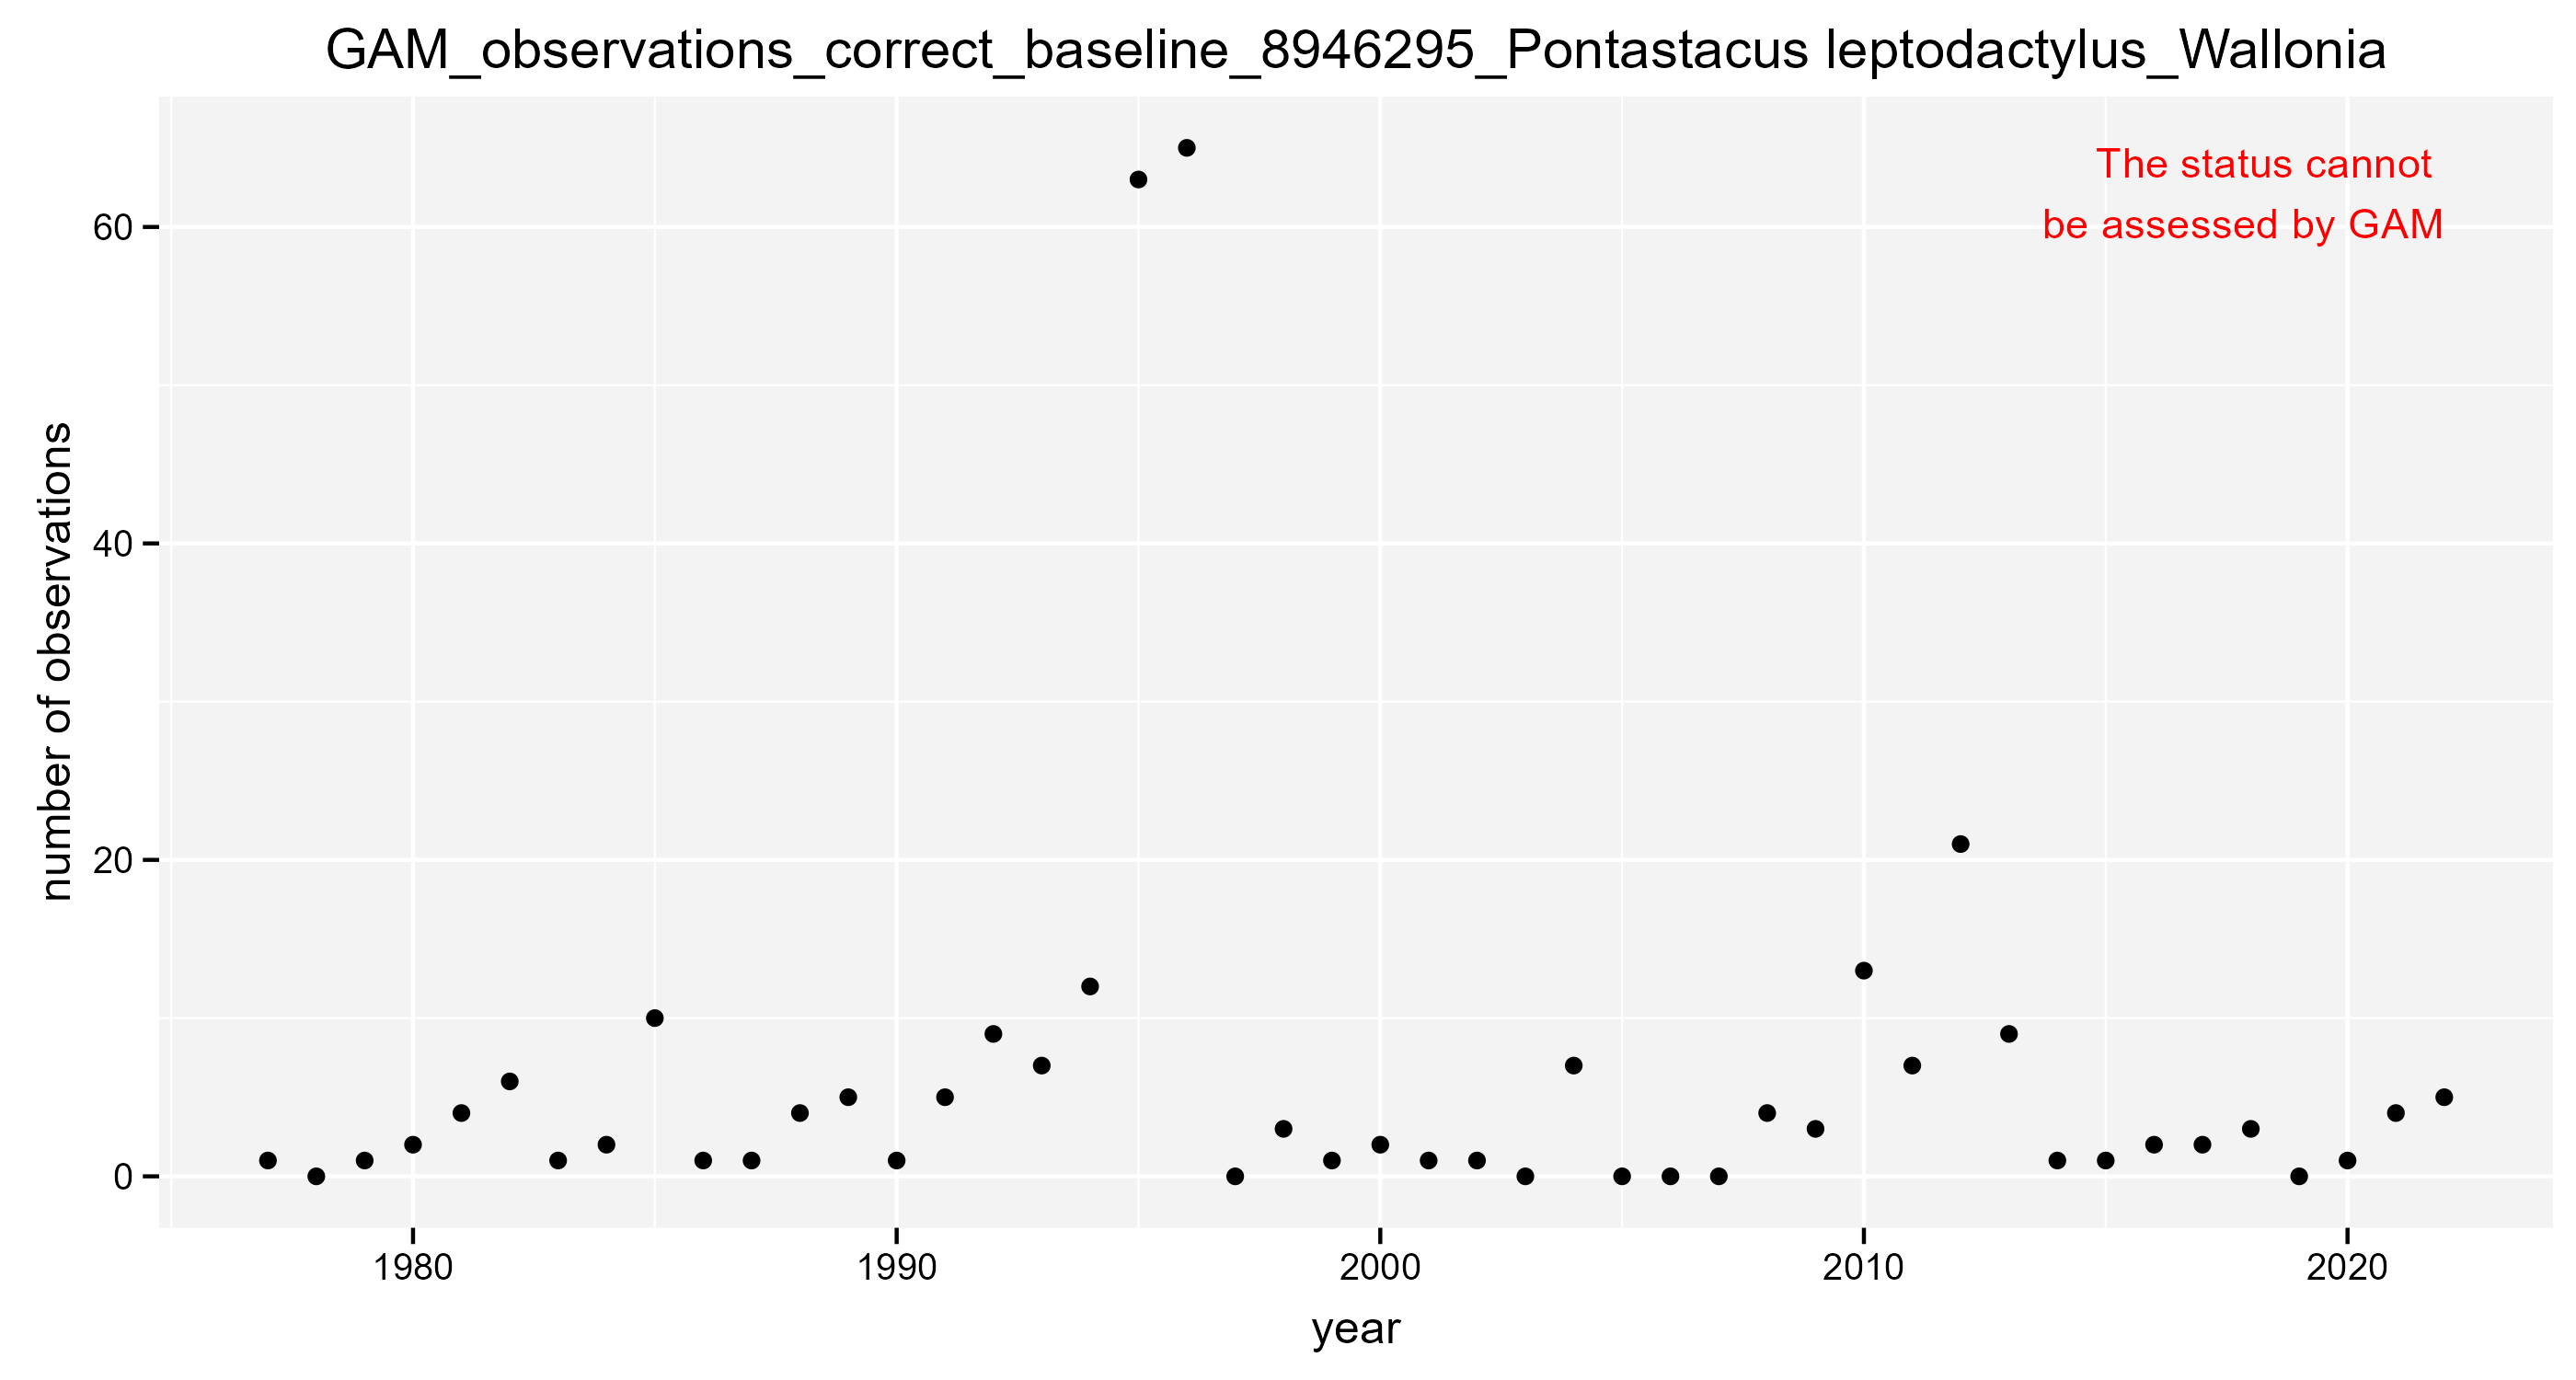 GAM_observations_correct_baseline_8946295_Pontastacus leptodactylus_Wallonia
The status cannot
be assessed by GAM
number of observations
60
40
20
0
1980
1990
2000
2010
2020
year